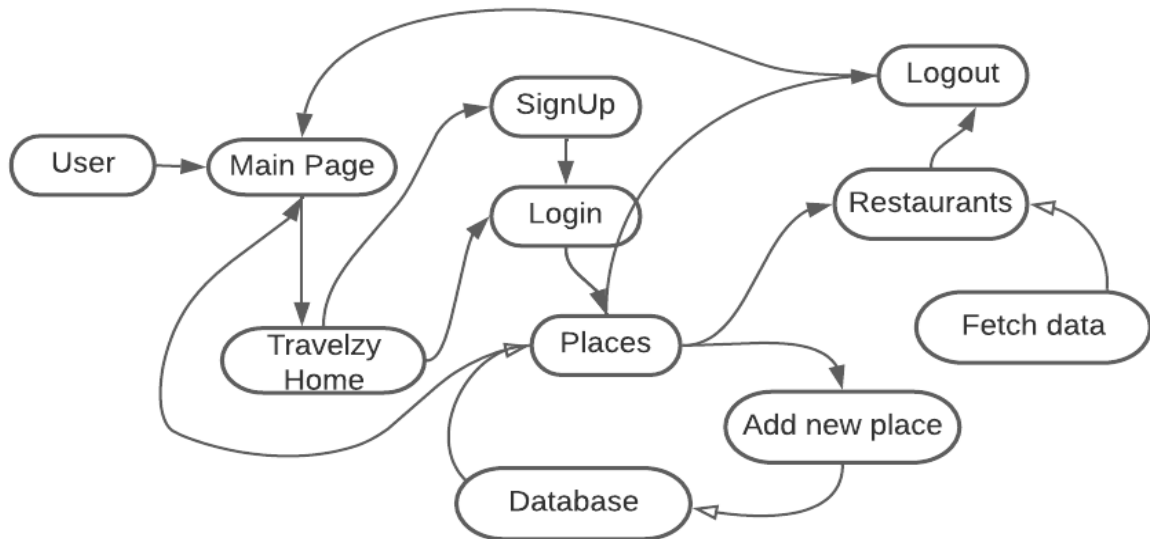 Logout
SignUp
User
Main Page
Login
Restaurants
Travelzy
Home
Places
Fetch data
Add new place
Database